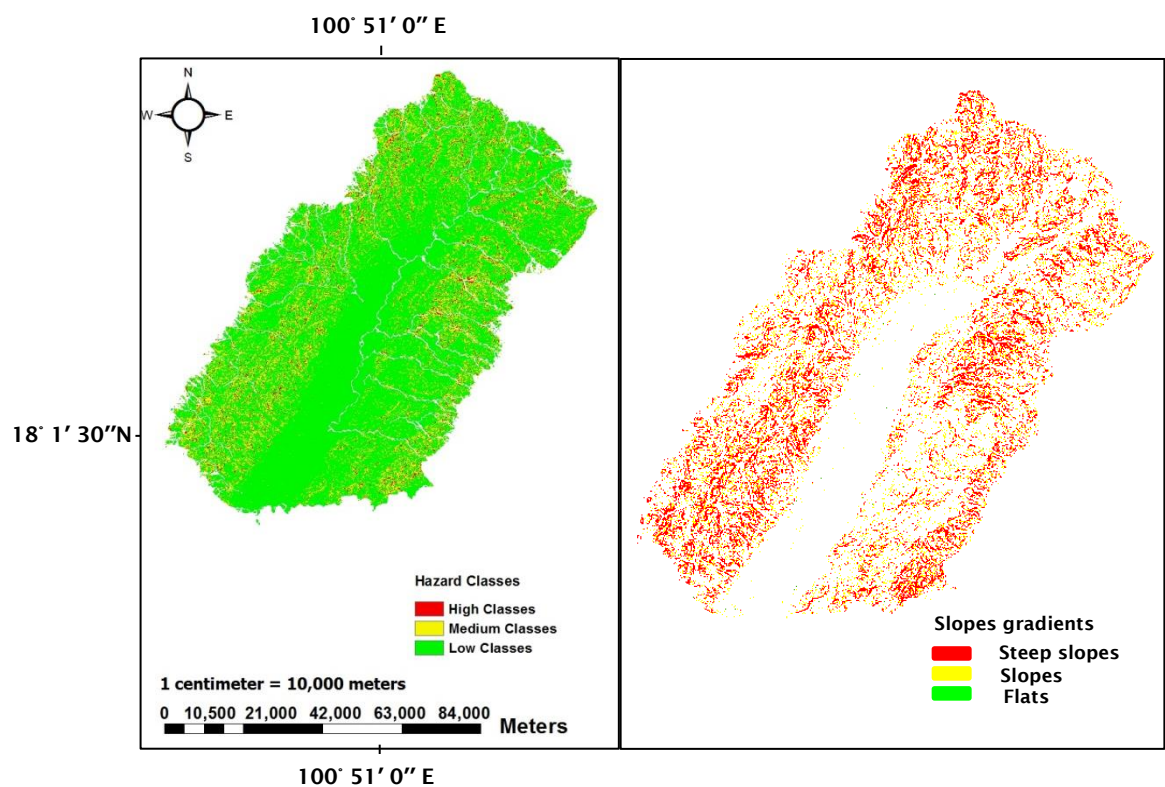 100° 51′ 0″ E
N
W E
S
18° 1′ 30″N
Hazard Classes
High Classes
Medium Classes
Low Classes
1 centimeter = 10,000 meters
0 10,500 21,000 42,000 63,000 84,000
Meters
100° 51′ 0″ E
Slopes gradients
Steep slopes
Slopes
Flats